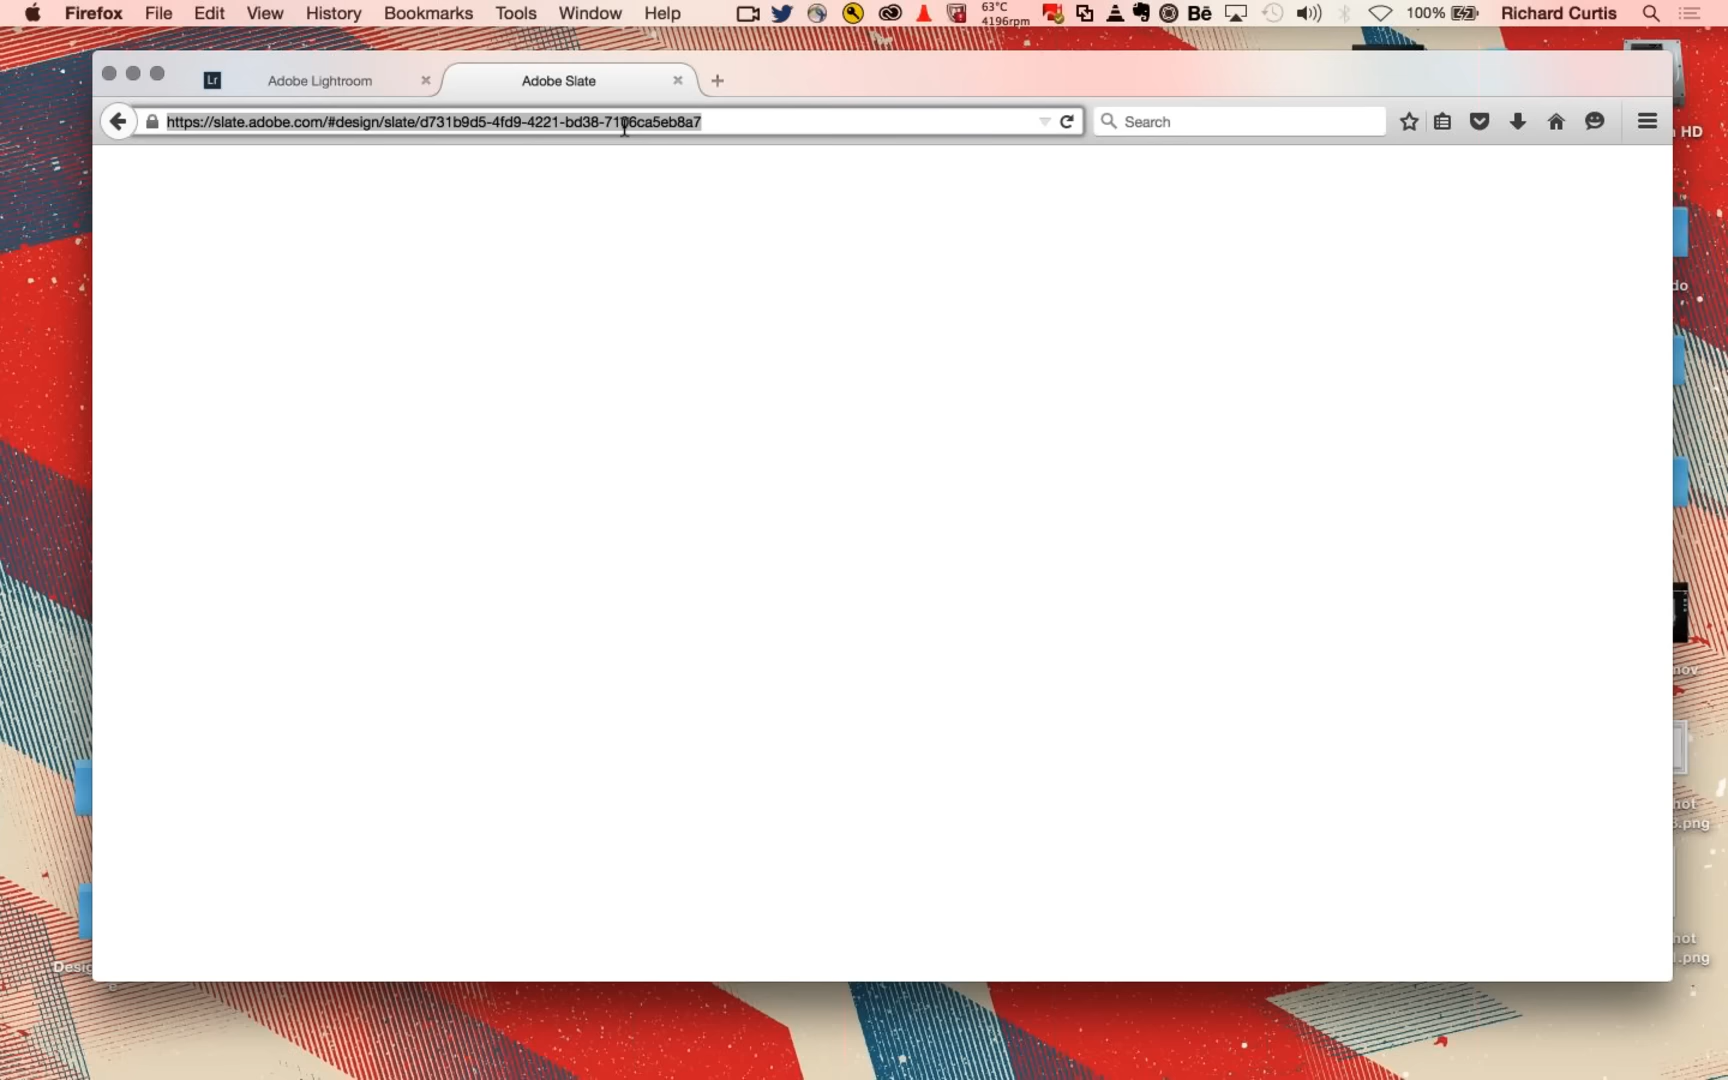 Firefox File Edit View History Bookmarks Tools Window Help 63°C 4196rpm Bē 100% Richard Curtis
Lr Adobe Lightroom Adobe Slate
https://slate.adobe.com/#design/slate/d731b9d5-4fd9-4221-bd38-7106ca5eb8a7 Search
HD
do
nov
hot
.png
hot
.png
Desig